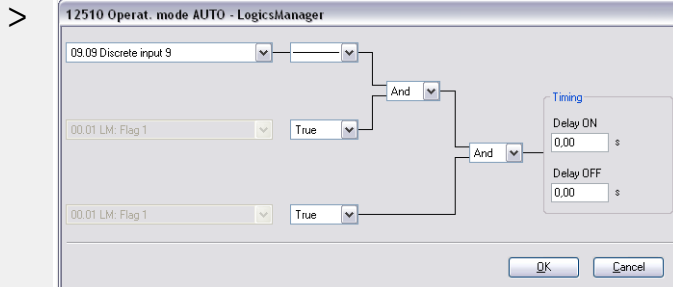 >
12510 Operat. mode AUTO - LogicsManager
09.09 Discrete input 9
And
Timing
00.01 LM: Flag 1 True
Delay ON
0,00 s
And
Delay OFF
0,00 s
00.01 LM: Flag 1 True
OK Cancel